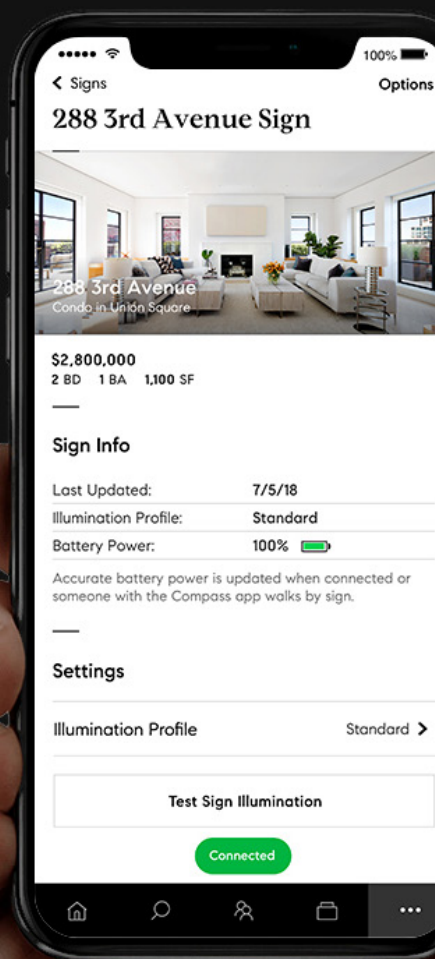 100%
Signs
Options
288 3rd Avenue Sign
288 3rd Avenue
Condo in Union Square
$2,800,000
2 BD 1 BA 1,100 SF
Sign Info
Last Updated: 7/5/18
Illumination Profile: Standard
Battery Power: 100%
Accurate battery power is updated when connected or
someone with the Compass app walks by sign.
Settings
Illumination Profile Standard
Test Sign Illumination
Connected